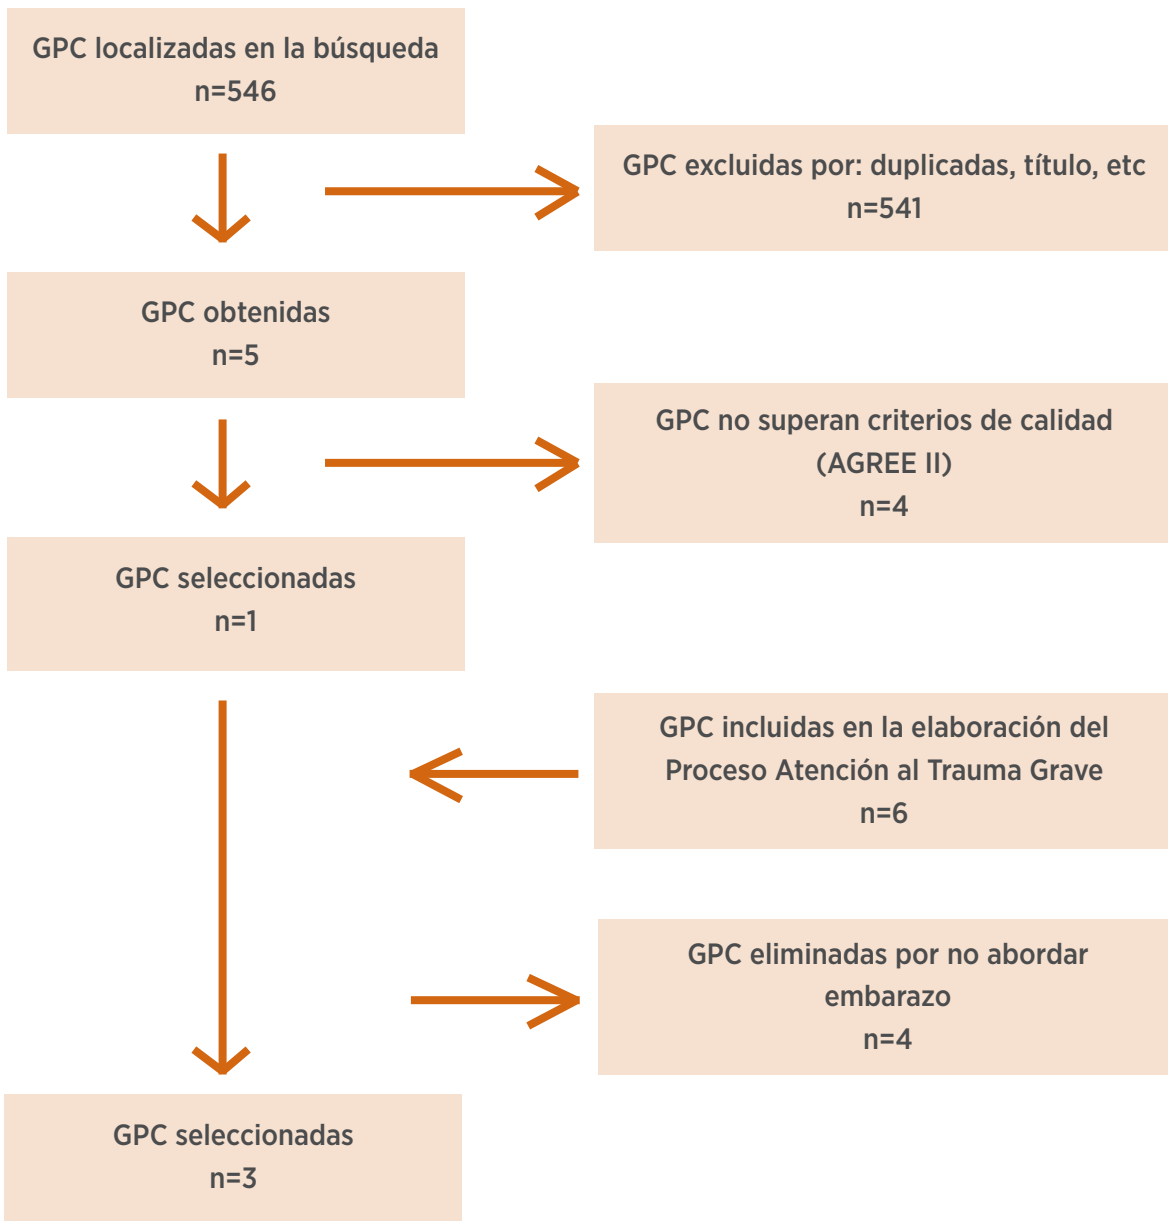 GPC localizadas en la búsqueda
n=546
GPC excluidas por: duplicadas, título, etc
n=541
GPC obtenidas
n=5
GPC no superan criterios de calidad
(AGREE II)
n=4
GPC seleccionadas
n=1
GPC incluidas en la elaboración del
Proceso Atención al Trauma Grave
n=6
GPC eliminadas por no abordar
embarazo
n=4
GPC seleccionadas
n=3